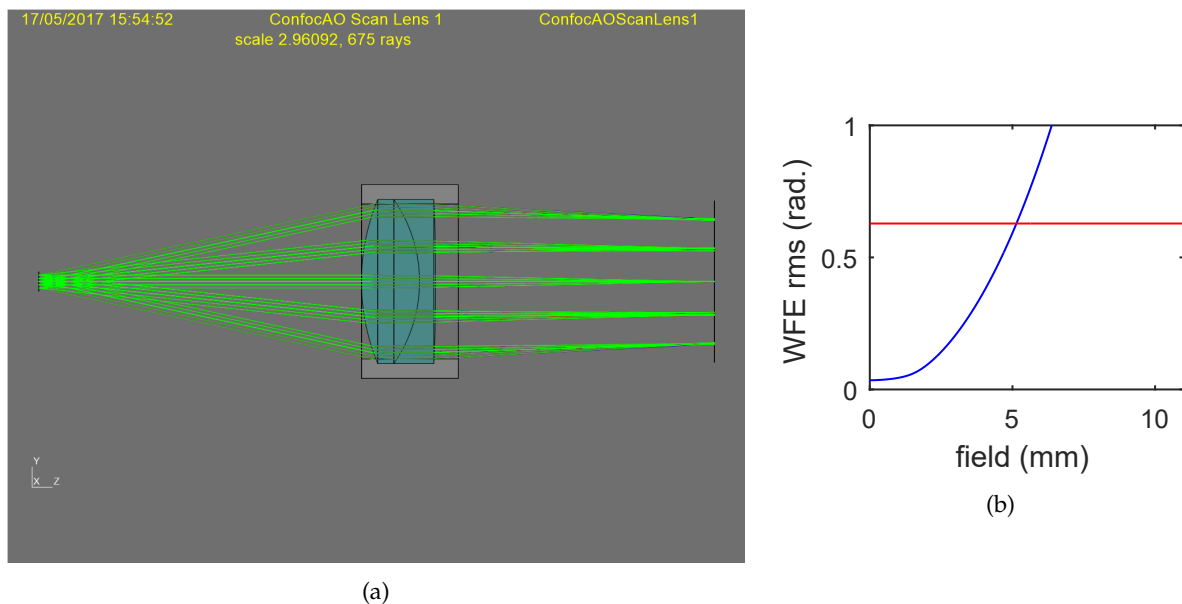 17/05/2017 15:54:52 ConfocAO Scan Lens 1 ConfocAOScanLens1
scale 2.96092, 675 rays
Y
X Z
(a)
1
0.5
0
WFE rms (rad.)
0 5 10
field (mm)
(b)